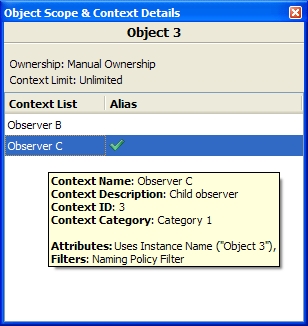 Object Scope & Context Details
Object 3
Ownership: Manual Ownership
Context Limit: Unlimited
Context List Alias
Observer B
Observer C
Context Name: Observer C
Context Description: Child observer
Context ID: 3
Context Category: Category 1
Attributes: Uses Instance Name ("Object 3"),
Filters: Naming Policy Filter